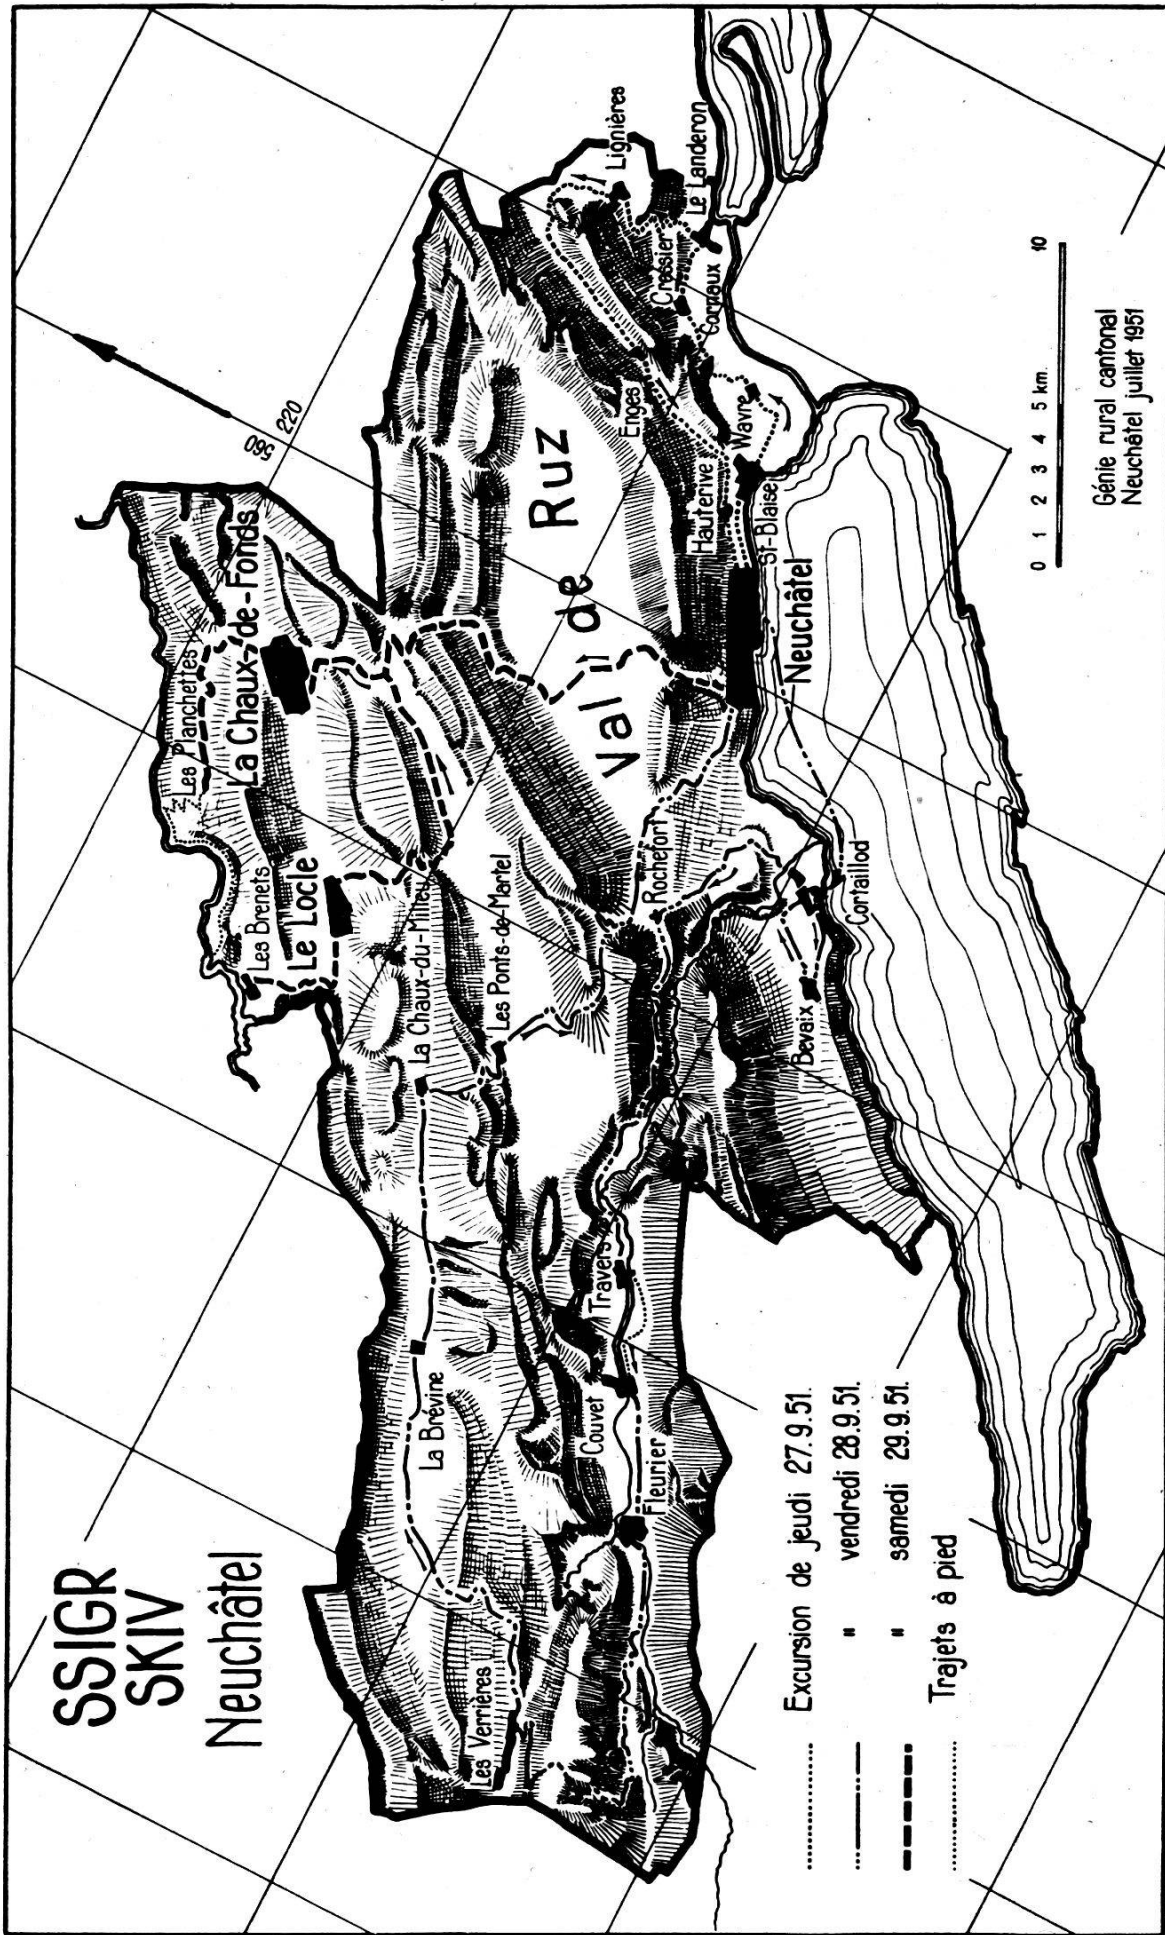 SSIGR
SKIV
Neuchâtel
560 220
Les Planchettes
La Chaux-de-Fonds
Les Brenets
Le Locle
La Chaux-du-Milieu
Les Ponts-de-Martel
La Brévine
Les Verrières
Val de Ruz
Lignières
Le Landeron
Cressier
Cornaux
Enges
Wavre
Hauterive
St-Blaise
Neuchâtel
Rochefort
Cortaillod
Bevaix
Travers
Couvet
Fleurier
Excursion de jeudi 27.9.51.
" vendredi 28.9.51.
" samedi 29.9.51.
Trajets à pied
0 1 2 3 4 5 km. 10
Génie rural cantonal
Neuchâtel juillet 1951